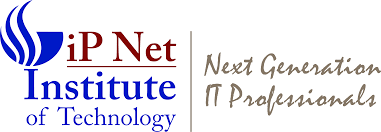 iP Net
Institute
of Technology
Next Generation
IT Professionals